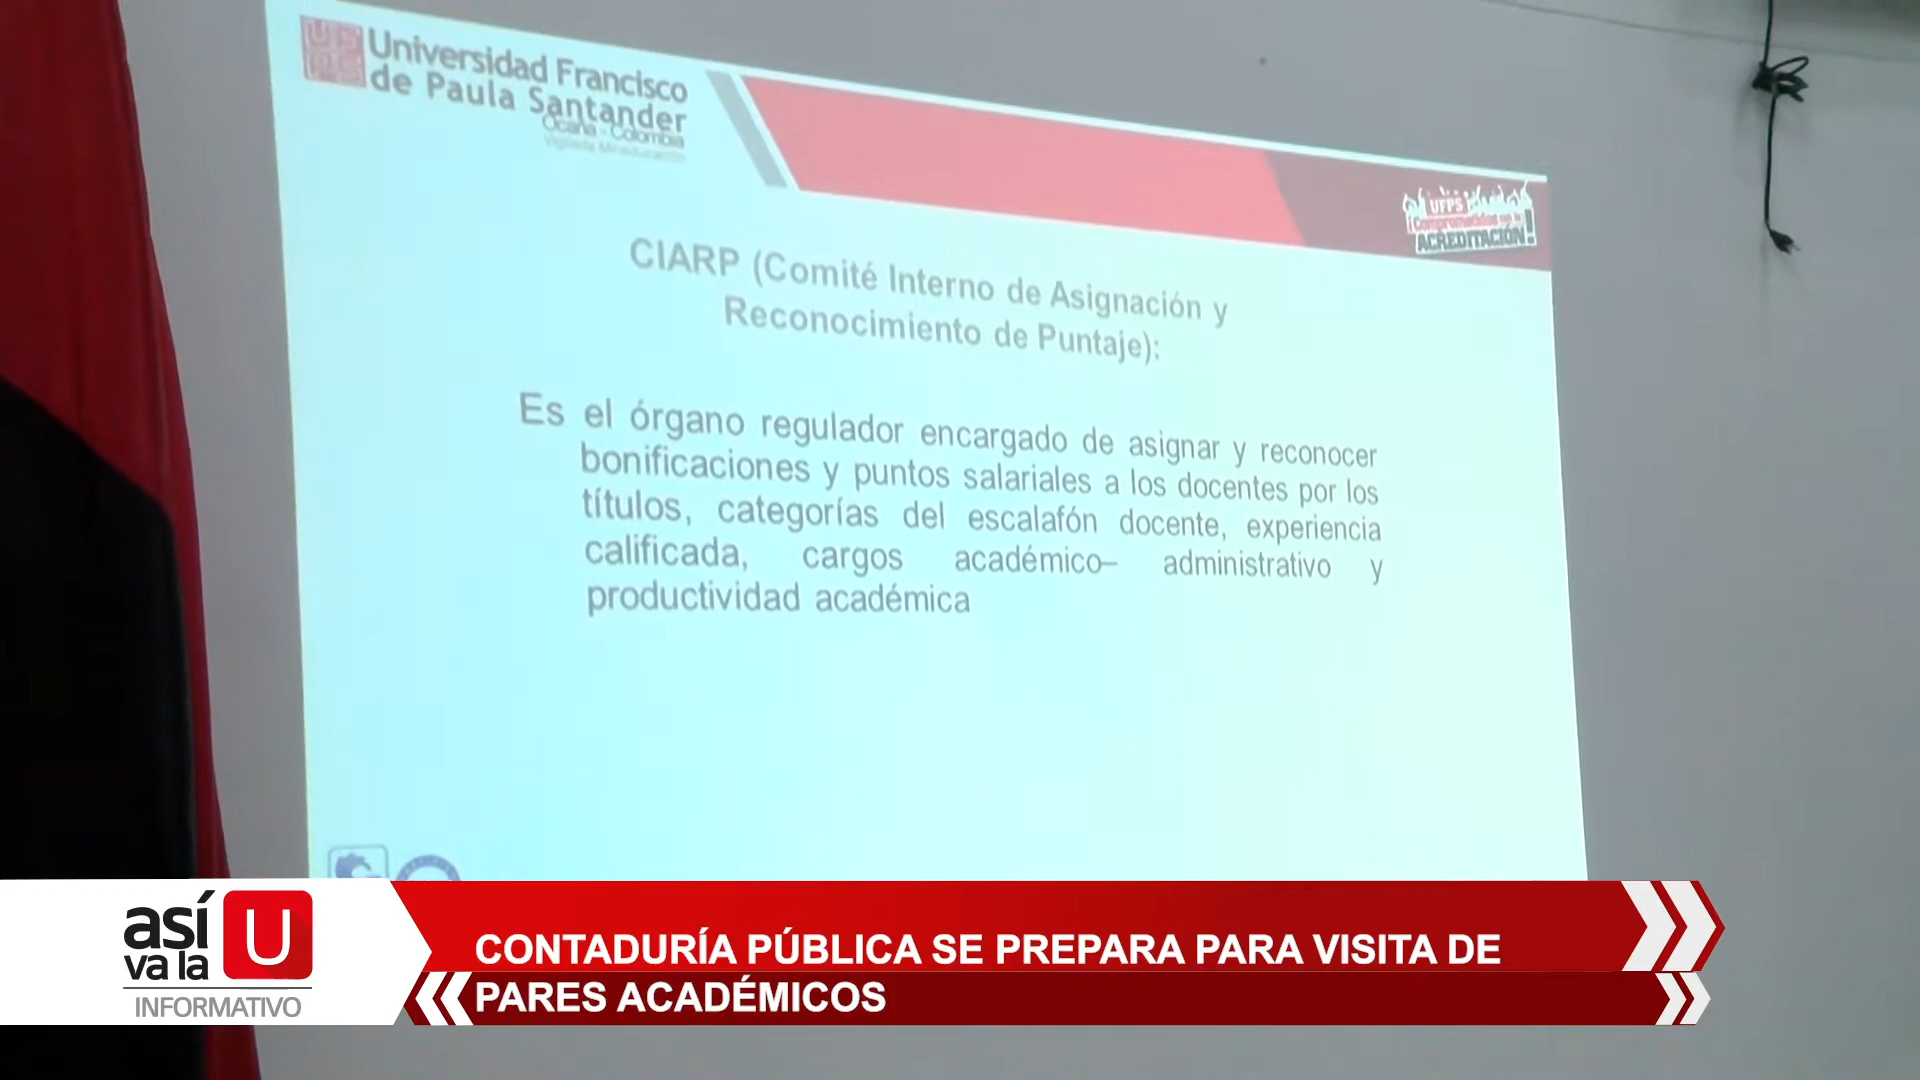 Universidad Francisco
de Paula Santander
Ocaña - Colombia
Vigilada Mineducación
UFPS
ACREDITACIÓN!
CIARP (Comité Interno de Asignación y
Reconocimiento de Puntaje):
Es el órgano regulador encargado de asignar y reconocer
bonificaciones y puntos salariales a los docentes por los
títulos, categorías del escalafón docente, experiencia
calificada, cargos académico– administrativo y
productividad académica
así
va la
U
INFORMATIVO
CONTADURÍA PÚBLICA SE PREPARA PARA VISITA DE
PARES ACADÉMICOS